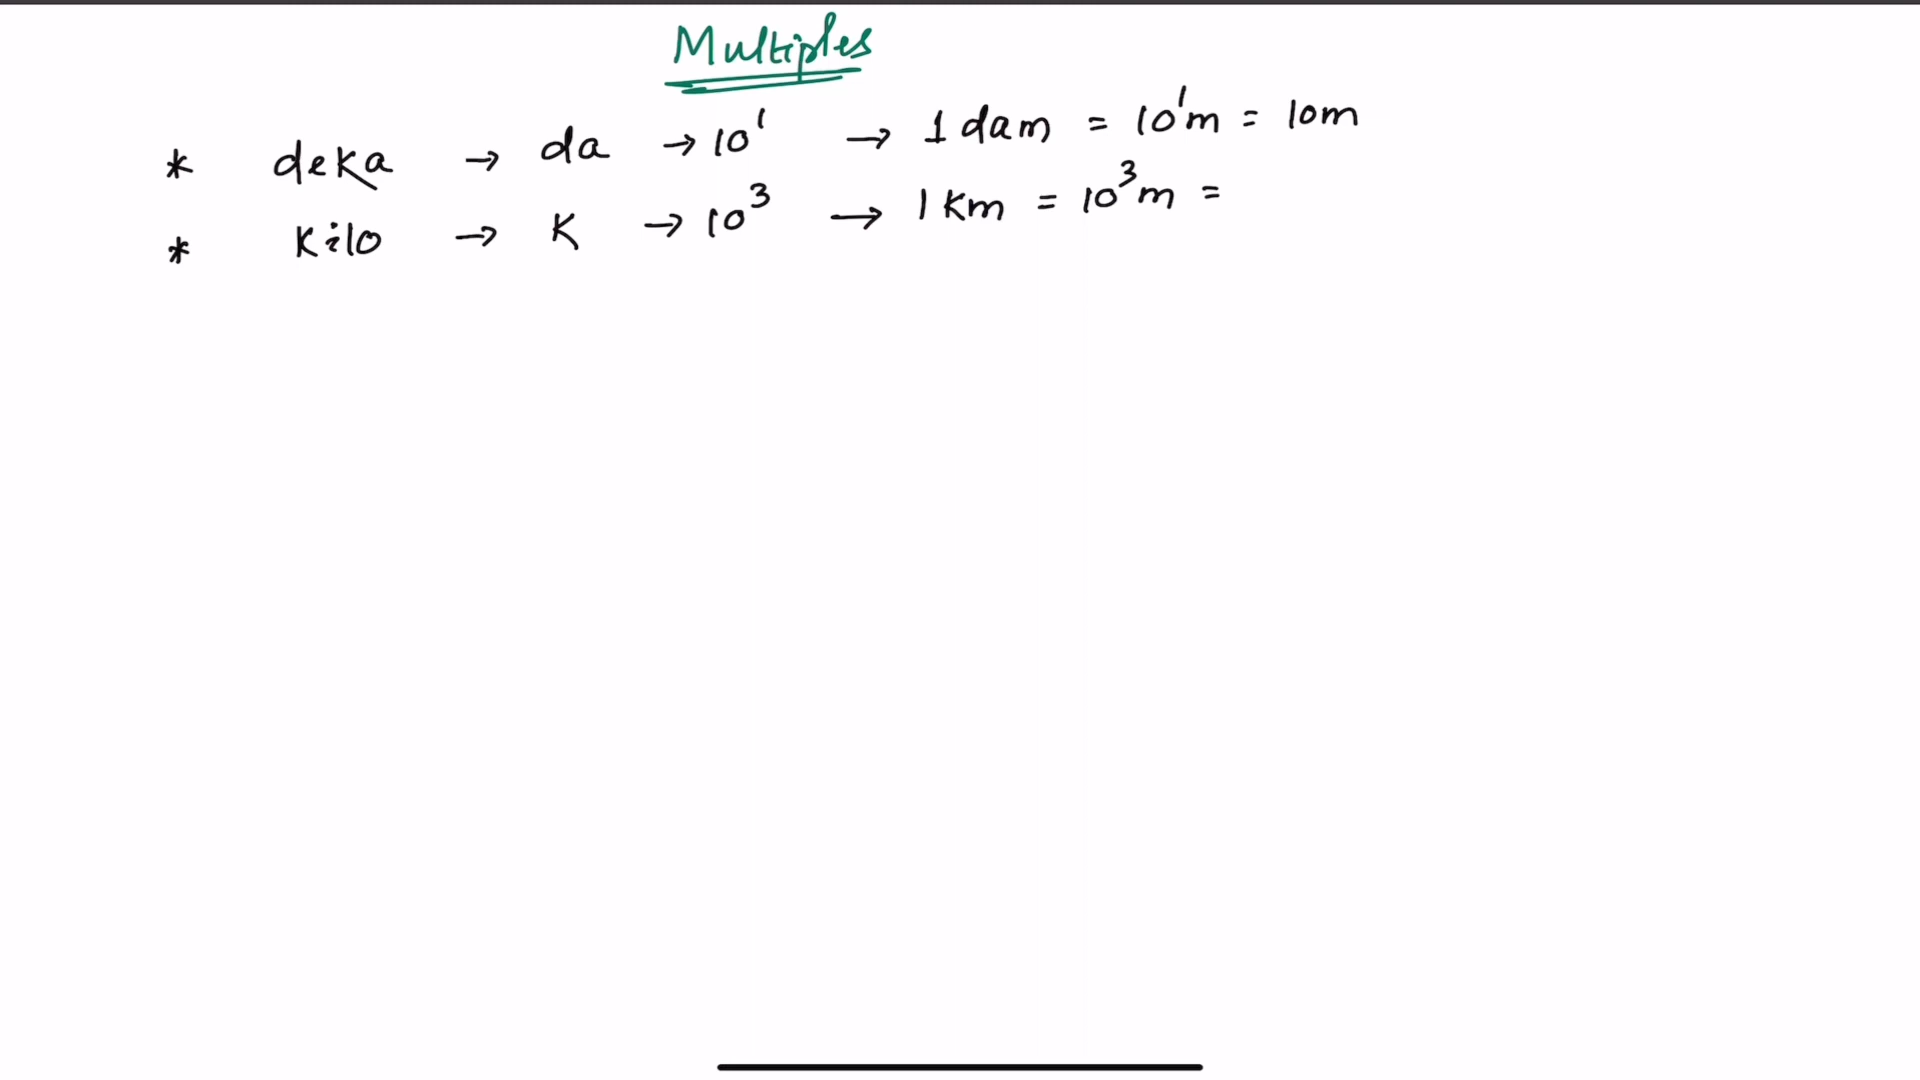 Multiples
* deka → da → 10¹ → 1 dam = 10¹m = 10m
* Kilo → K → 10³ → 1 Km = 10³m =